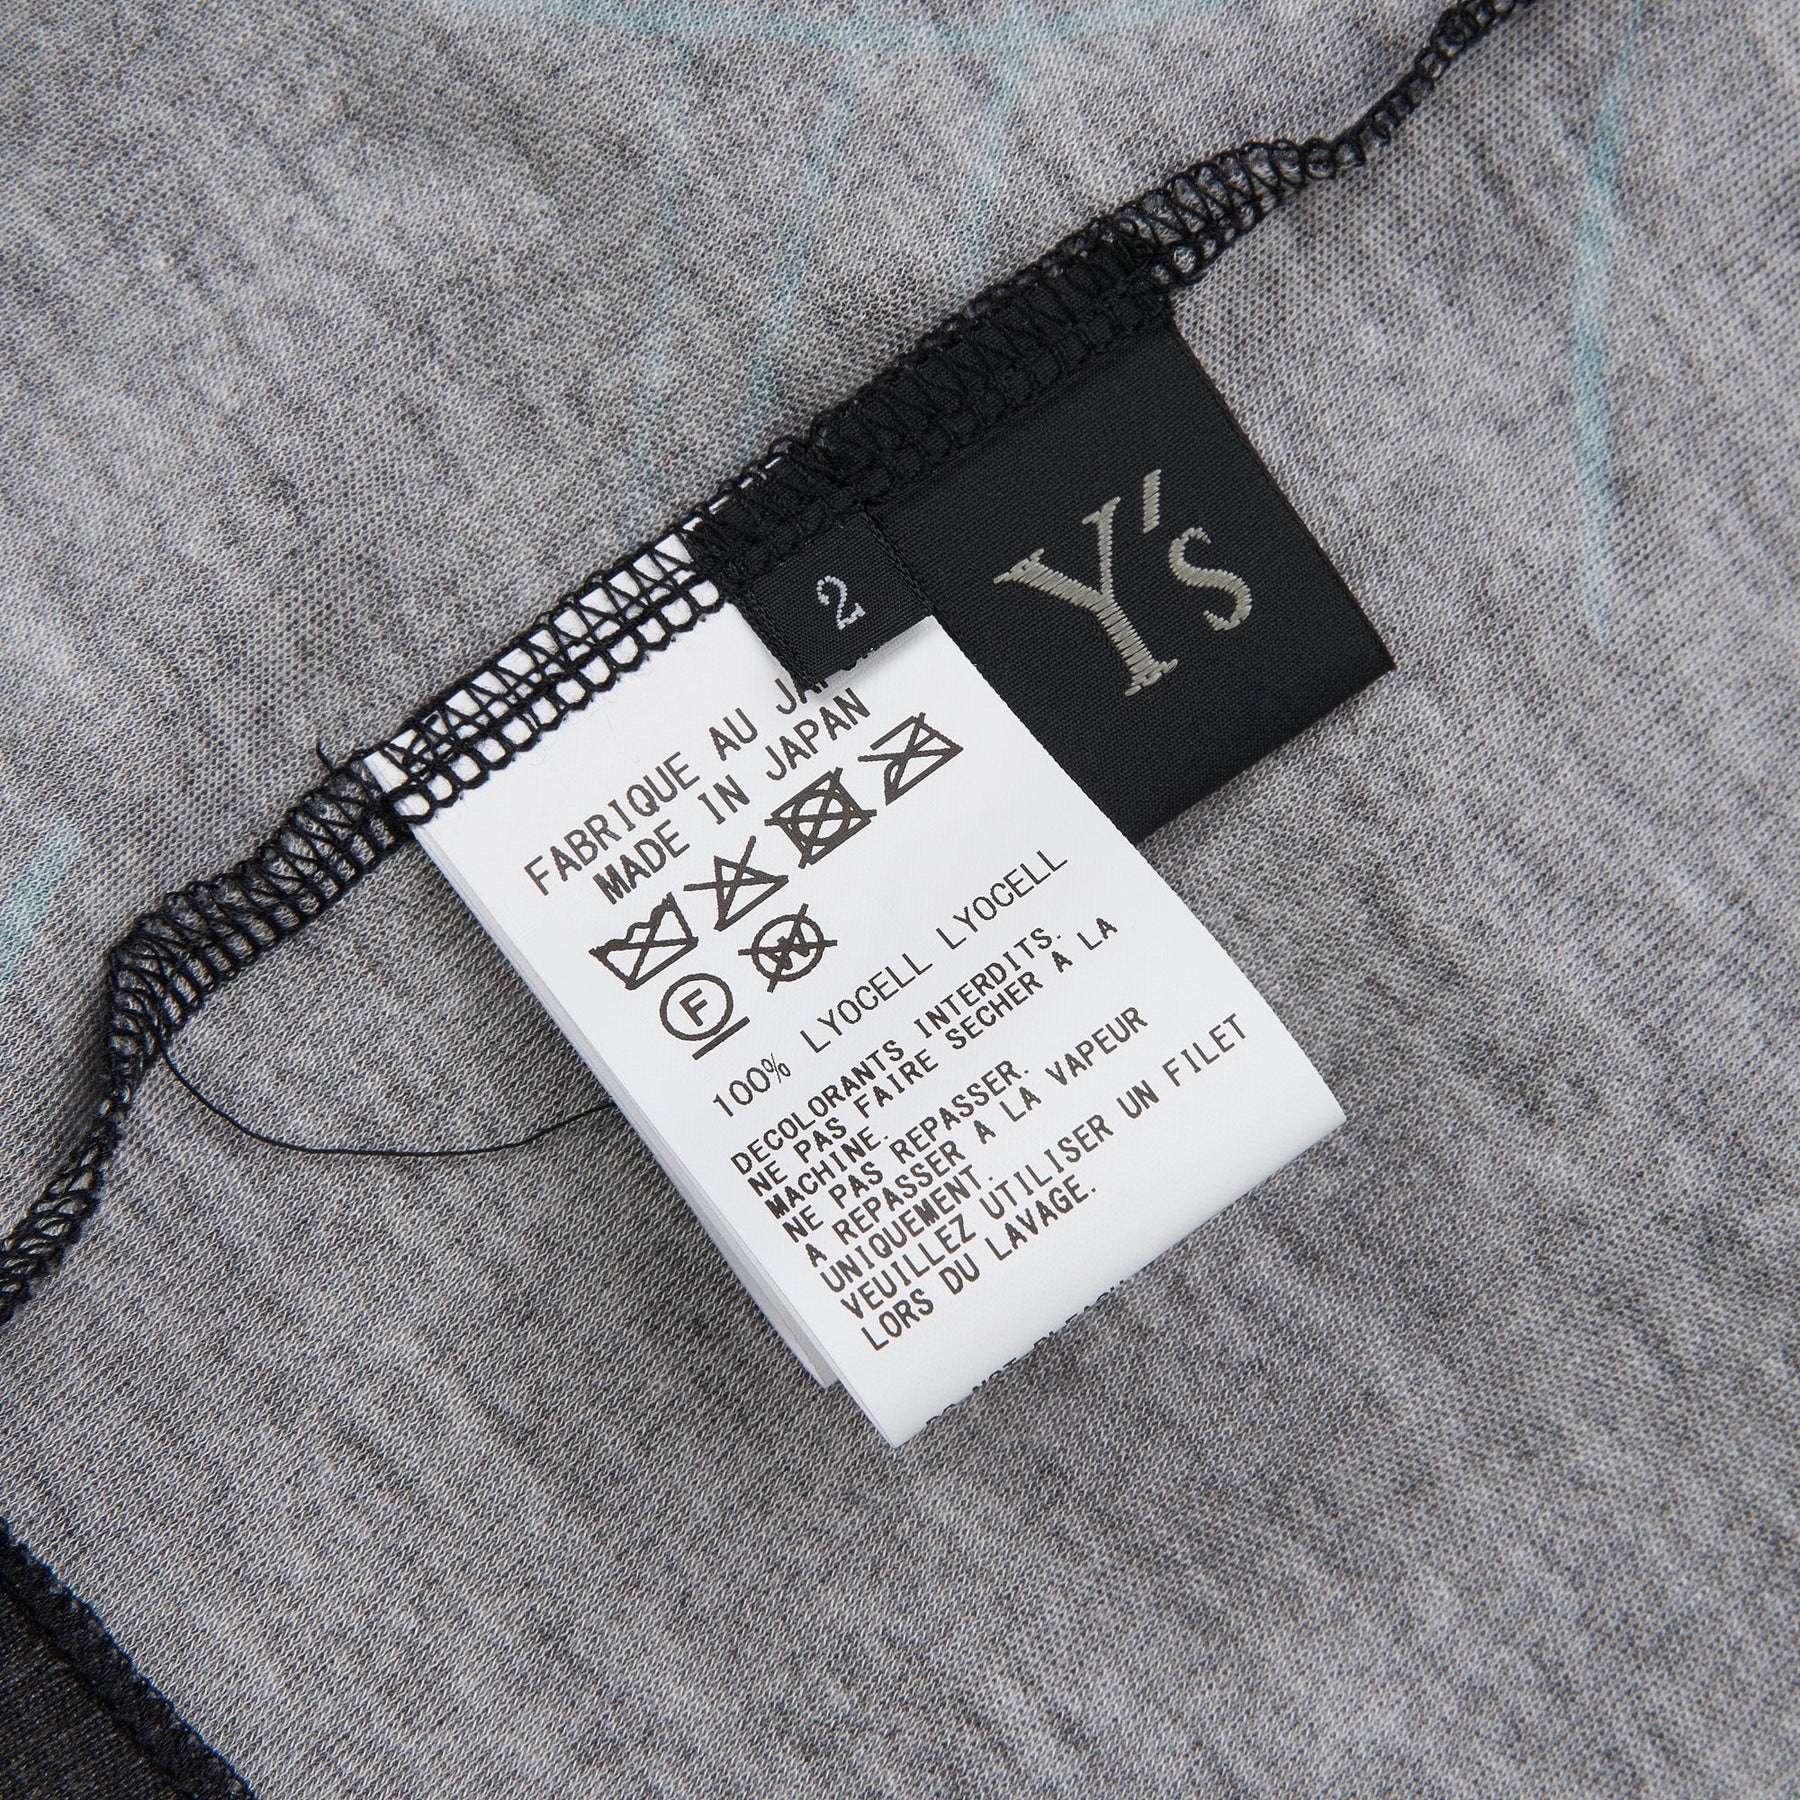 Y's
2
FABRIQUE AU
MADE IN JAPAN
F
W
100% LYOCELL LYOCELL
DECOLORANTS INTERDITS.
NE PAS FAIRE SECHER A LA
MACHINE.
NE PAS REPASSER.
A REPASSER A LA VAPEUR
UNIQUEMENT.
VEUILLEZ UTILISER UN FILET
LORS DU LAVAGE.